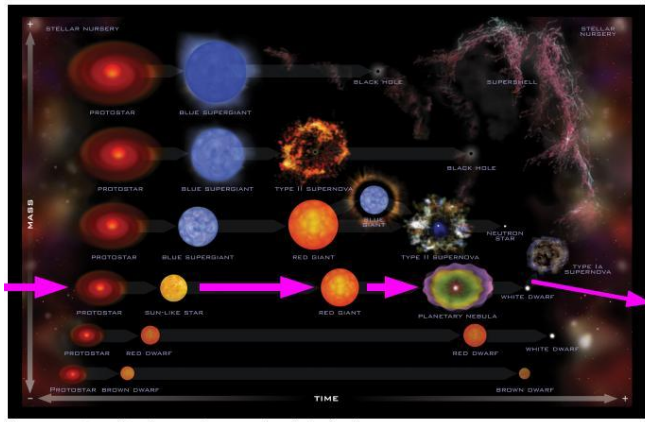 +
STELLAR NURSERY
STELLAR
NURSERY
BLACK HOLE
SUPERSHELL
PROTOSTAR
BLUE SUPERGIANT
BLACK HOLE
PROTOSTAR
BLUE SUPERGIANT
TYPE II SUPERNOVA
MASS
BLUE
GIANT
NEUTRON
STAR
PROTOSTAR
BLUE SUPERGIANT
RED GIANT
TYPE II SUPERNOVA
TYPE IA
SUPERNOVA
WHITE DWARF
PROTOSTAR
SUN-LIKE STAR
RED GIANT
PLANETARY NEBULA
PROTOSTAR
RED DWARF
RED DWARF
WHITE DWARF
PROTOSTAR
BROWN DWARF
BROWN DWARF
-
TIME
+